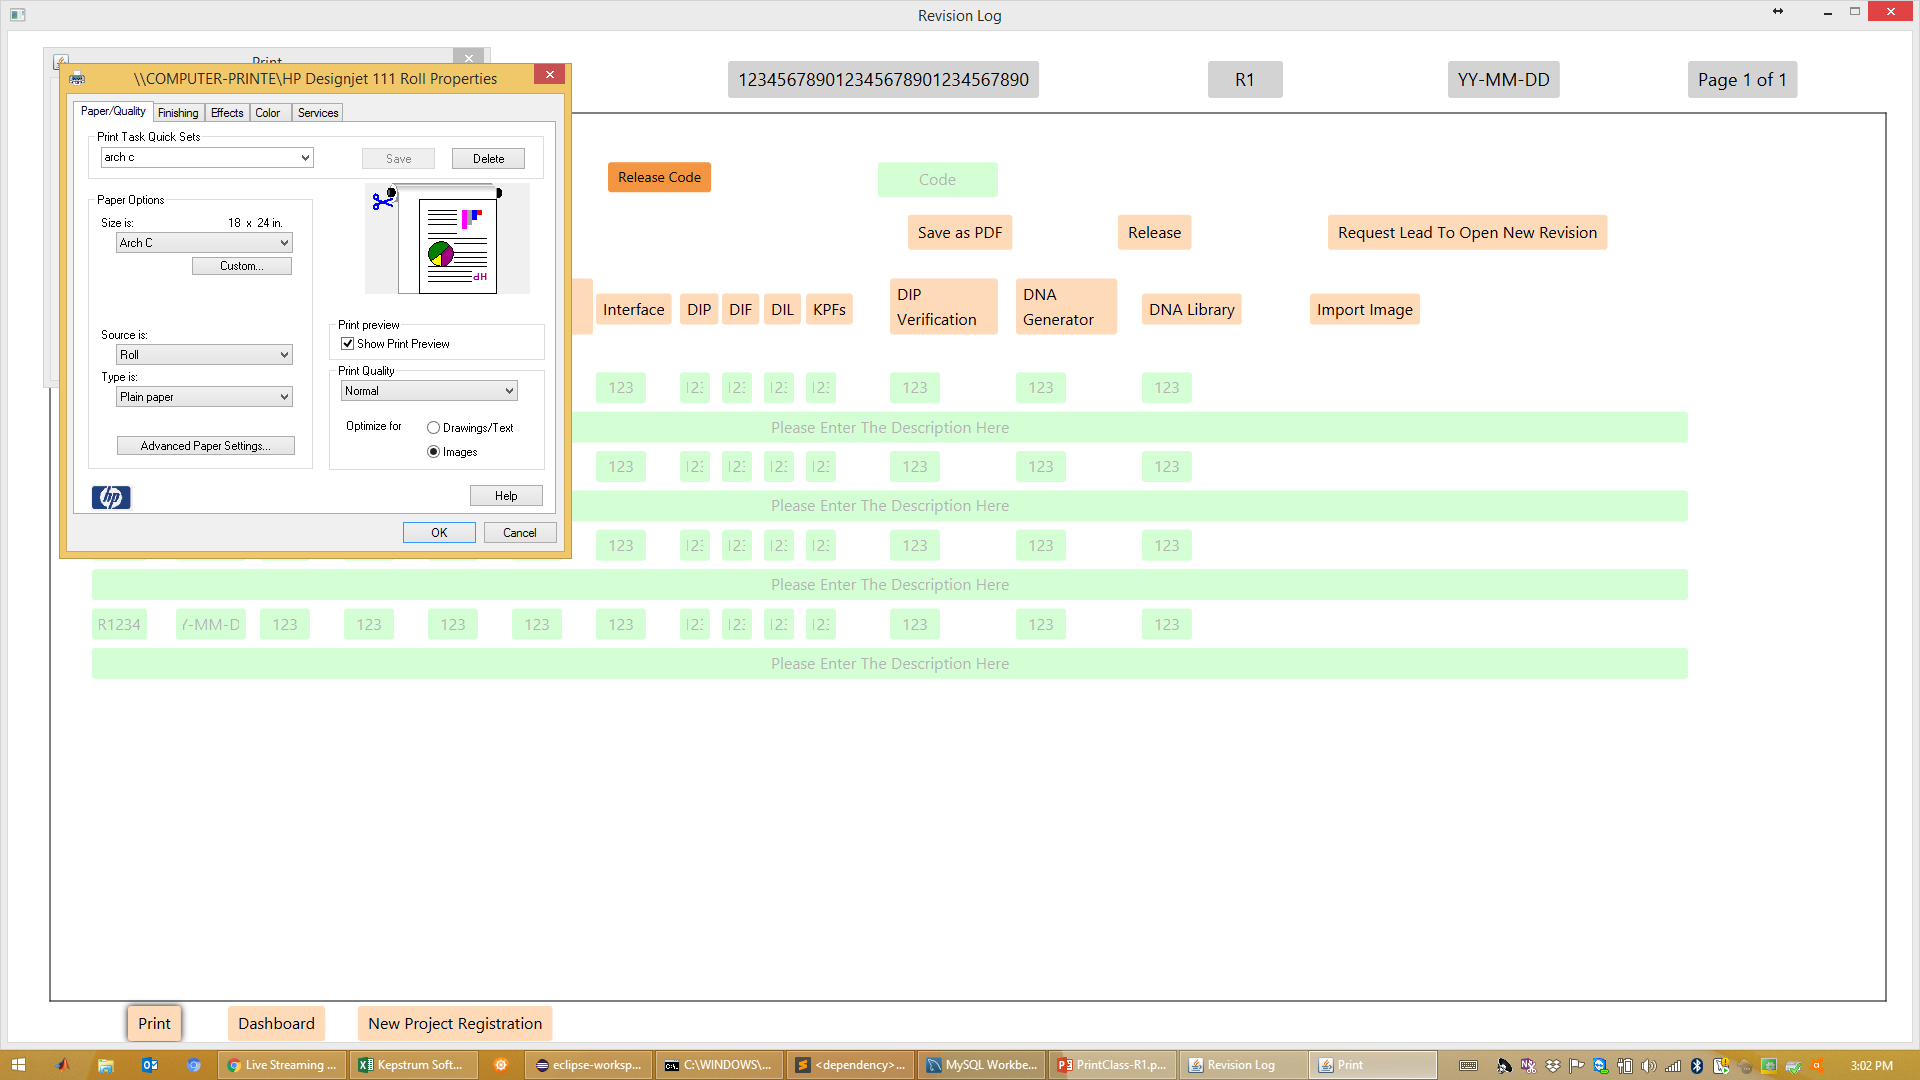 Revision Log
Print
\\COMPUTER-PRINTE\HP Designjet 111 Roll Properties
Paper/Quality Finishing Effects Color Services
Print Task Quick Sets
arch c
Save
Delete
Paper Options
Size is: 18 x 24 in.
Arch C
Custom...
Source is:
Roll
Type is:
Plain paper
Advanced Paper Settings...
Print preview
Show Print Preview
Print Quality
Normal
Optimize for
Drawings/Text
Images
hp
Help
OK
Cancel
123456789012345678901234567890
R1
YY-MM-DD
Page 1 of 1
Release Code
Code
Save as PDF
Release
Request Lead To Open New Revision
Interface
DIP
DIF
DIL
KPFs
DIP
Verification
DNA
Generator
DNA Library
Import Image
123 123 123 123
Please Enter The Description Here
123 123 123 123
Please Enter The Description Here
123 123 123 123
Please Enter The Description Here
R1234 Y-MM-D 123 123 123 123 123 123 123 123
Please Enter The Description Here
Print
Dashboard
New Project Registration
Live Streaming ...
Kepstrum Soft...
eclipse-worksp...
C:\WINDOWS\...
<dependency>...
MySQL Workbe...
PrintClass-R1.p...
Revision Log
Print
3:02 PM